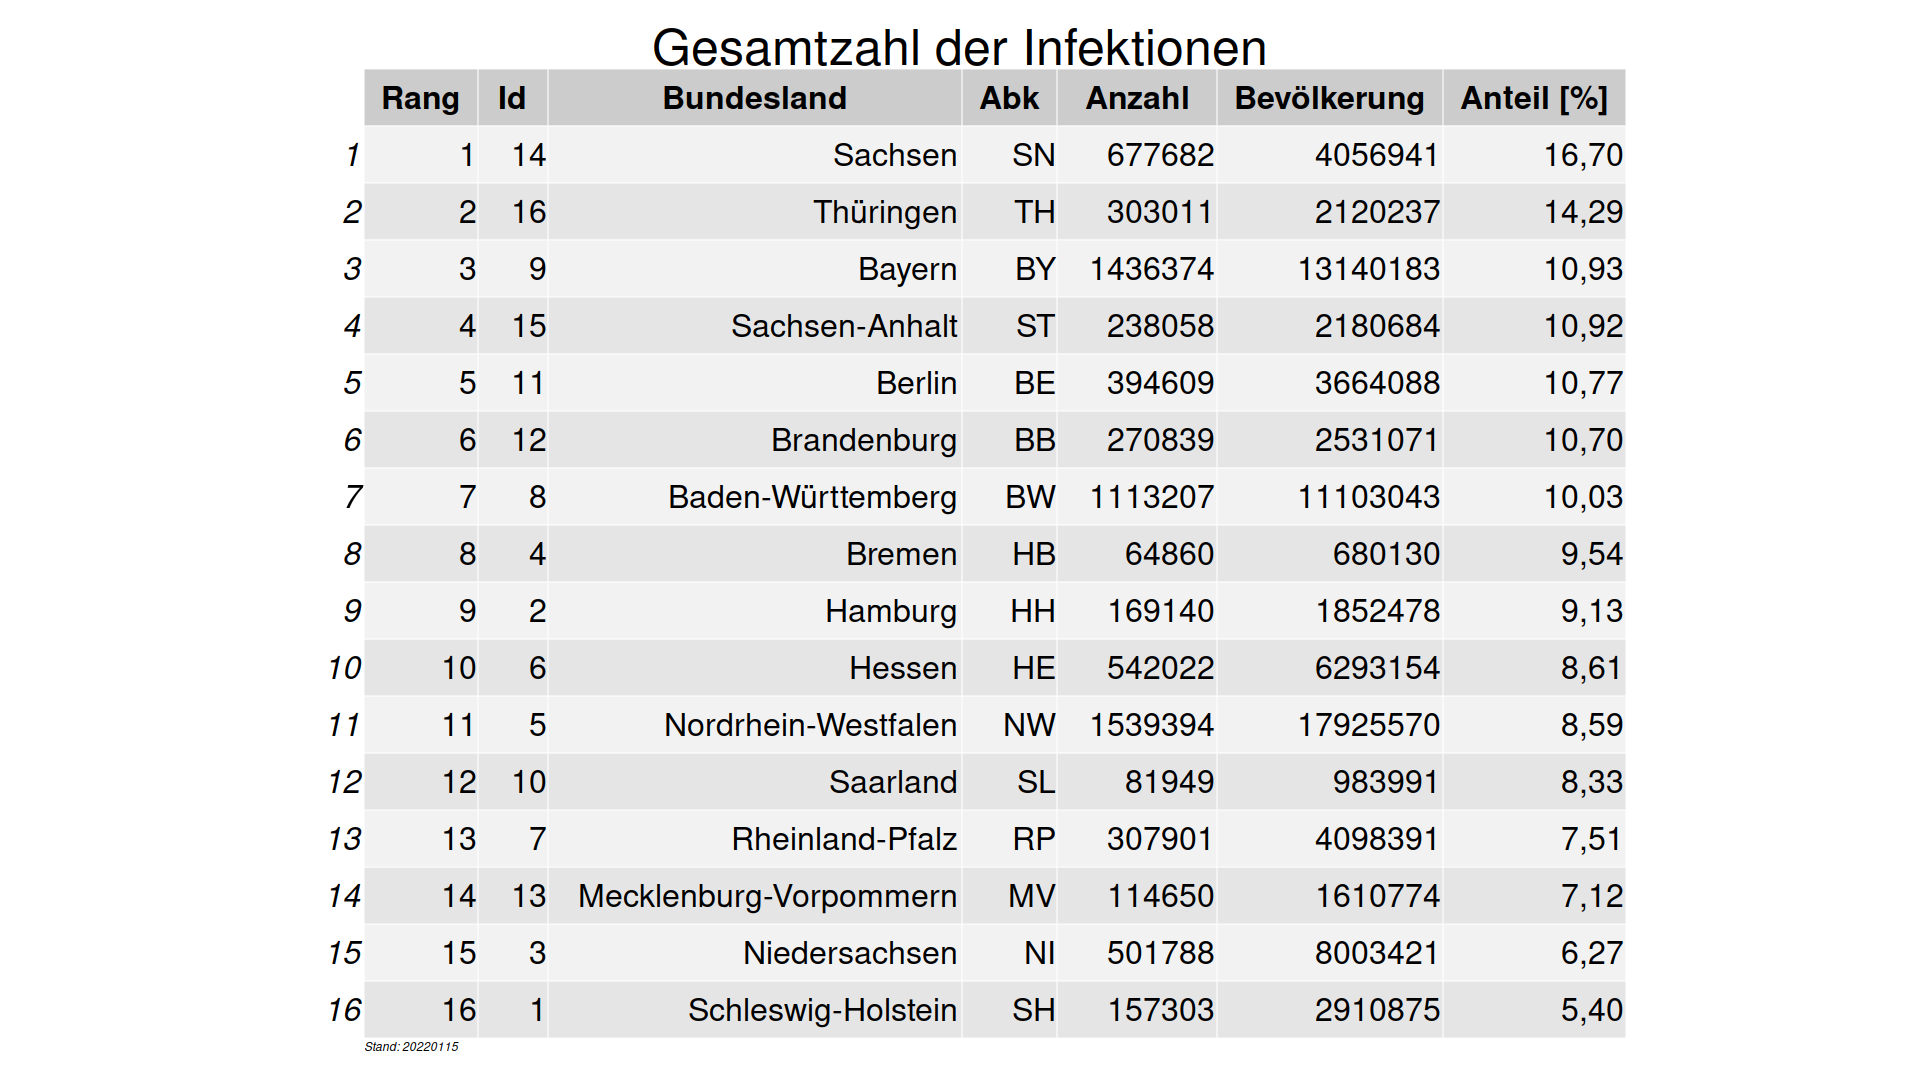 Gesamtzahl der Infektionen
Rang Id Bundesland Abk Anzahl Bevölkerung Anteil [%]
1 1 14 Sachsen SN 677682 4056941 16,70
2 2 16 Thüringen TH 303011 2120237 14,29
3 3 9 Bayern BY 1436374 13140183 10,93
4 4 15 Sachsen-Anhalt ST 238058 2180684 10,92
5 5 11 Berlin BE 394609 3664088 10,77
6 6 12 Brandenburg BB 270839 2531071 10,70
7 7 8 Baden-Württemberg BW 1113207 11103043 10,03
8 8 4 Bremen HB 64860 680130 9,54
9 9 2 Hamburg HH 169140 1852478 9,13
10 10 6 Hessen HE 542022 6293154 8,61
11 11 5 Nordrhein-Westfalen NW 1539394 17925570 8,59
12 12 10 Saarland SL 81949 983991 8,33
13 13 7 Rheinland-Pfalz RP 307901 4098391 7,51
14 14 13 Mecklenburg-Vorpommern MV 114650 1610774 7,12
15 15 3 Niedersachsen NI 501788 8003421 6,27
16 16 1 Schleswig-Holstein SH 157303 2910875 5,40
Stand: 20220115